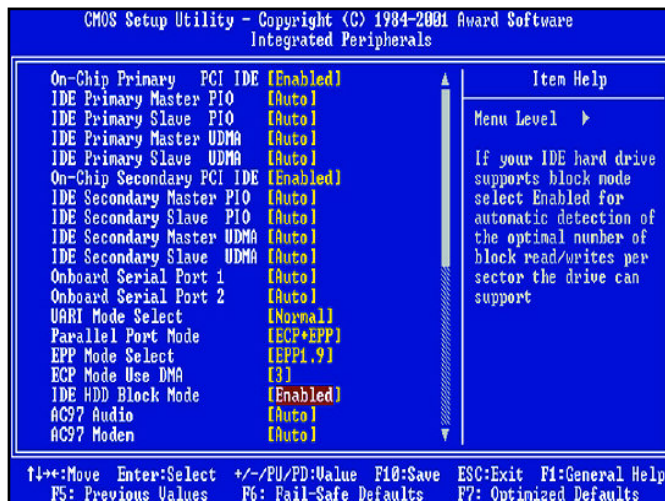 CMOS Setup Utility - Copyright (C) 1984-2001 Award Software
Integrated Peripherals
On-Chip Primary PCI IDE [Enabled]
IDE Primary Master PIO [Auto]
IDE Primary Slave PIO [Auto]
IDE Primary Master UDMA [Auto]
IDE Primary Slave UDMA [Auto]
On-Chip Secondary PCI IDE [Enabled]
IDE Secondary Master PIO [Auto]
IDE Secondary Slave PIO [Auto]
IDE Secondary Master UDMA [Auto]
IDE Secondary Slave UDMA [Auto]
Onboard Serial Port 1 [Auto]
Onboard Serial Port 2 [Auto]
UART Mode Select [Normal]
Parallel Port Mode [ECP+EPP]
EPP Mode Select [EPP1.9]
ECP Mode Use DMA [3]
IDE HDD Block Mode [Enabled]
AC97 Audio [Auto]
AC97 Modem [Auto]
Item Help
Menu Level ▶
If your IDE hard drive
supports block mode
select Enabled for
automatic detection of
the optimal number of
block read/writes per
sector the drive can
support
↑↓→←:Move Enter:Select +/-/PU/PD:Value F10:Save ESC:Exit F1:General Help
F5: Previous Values F6: Fail-Safe Defaults F7: Optimized Defaults